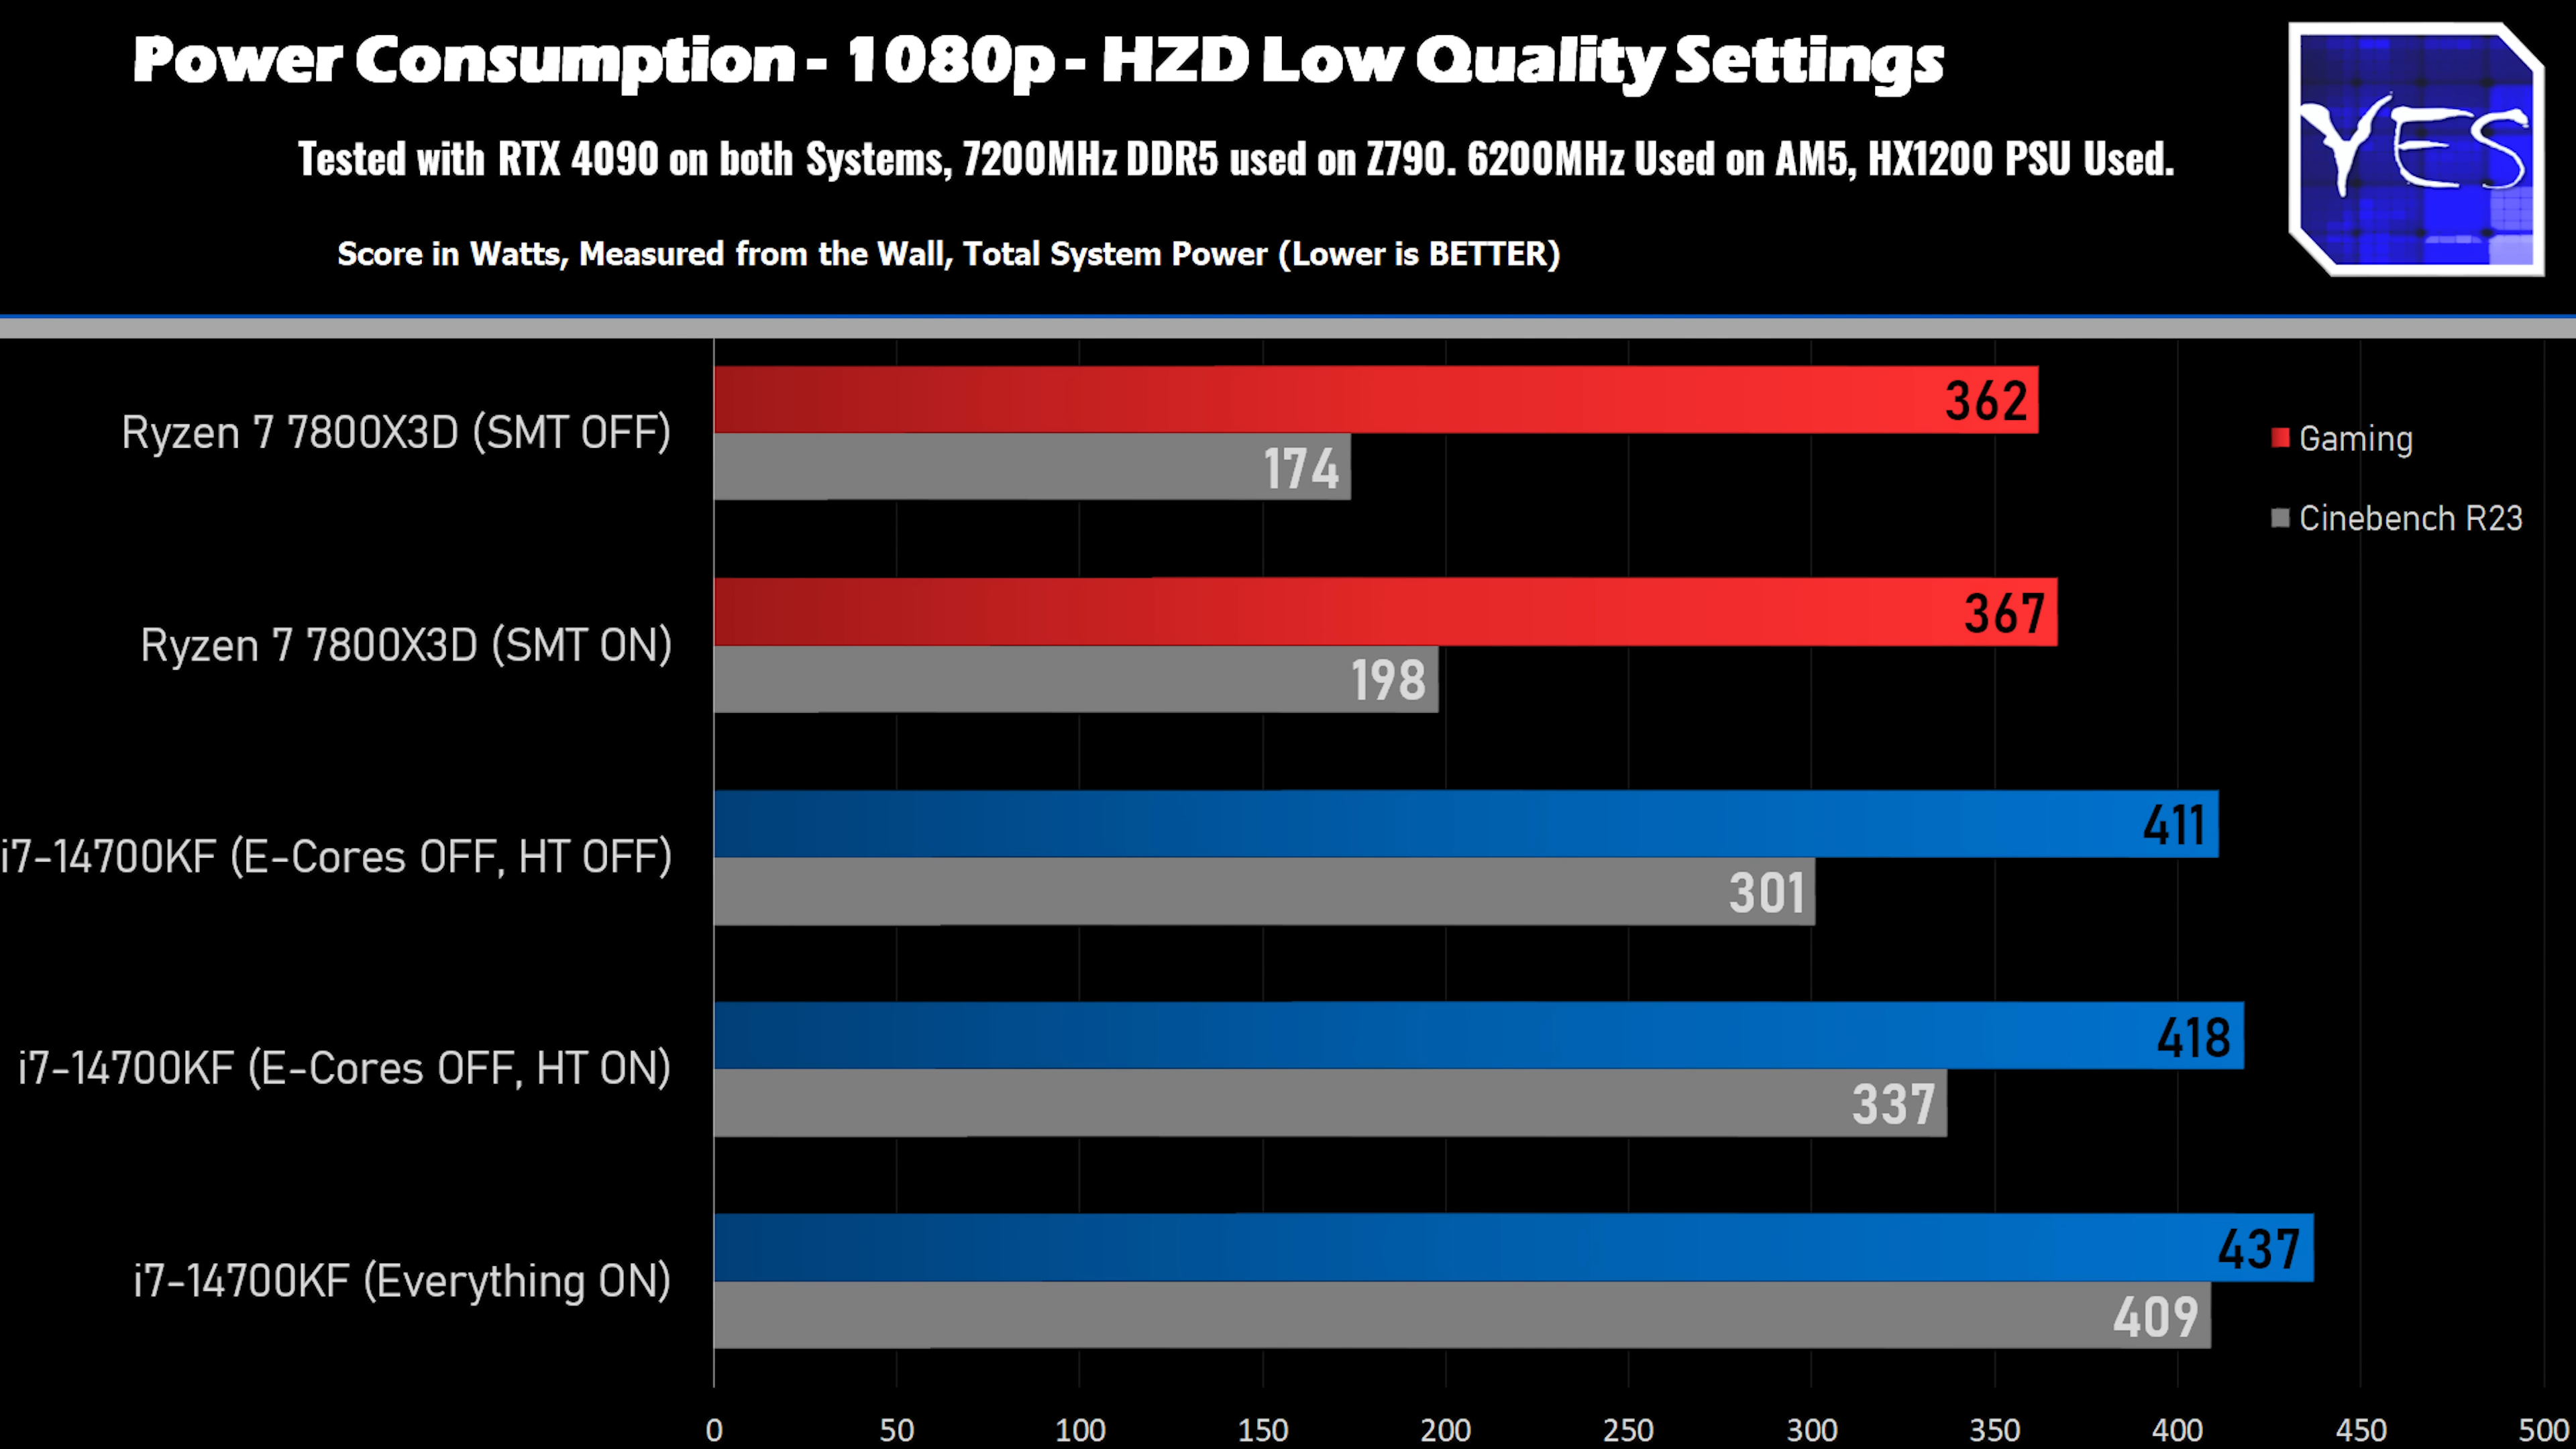 Power Consumption - 1080p - HZD Low Quality Settings
YES
Tested with RTX 4090 on both Systems, 7200MHz DDR5 used on Z790. 6200MHz Used on AM5, HX1200 PSU Used.
Score in Watts, Measured from the Wall, Total System Power (Lower is BETTER)
Ryzen 7 7800X3D (SMT OFF)
362
174
Gaming
Cinebench R23
Ryzen 7 7800X3D (SMT ON)
367
198
i7-14700KF (E-Cores OFF, HT OFF)
411
301
i7-14700KF (E-Cores OFF, HT ON)
418
337
i7-14700KF (Everything ON)
437
409
0 50 100 150 200 250 300 350 400 450 500